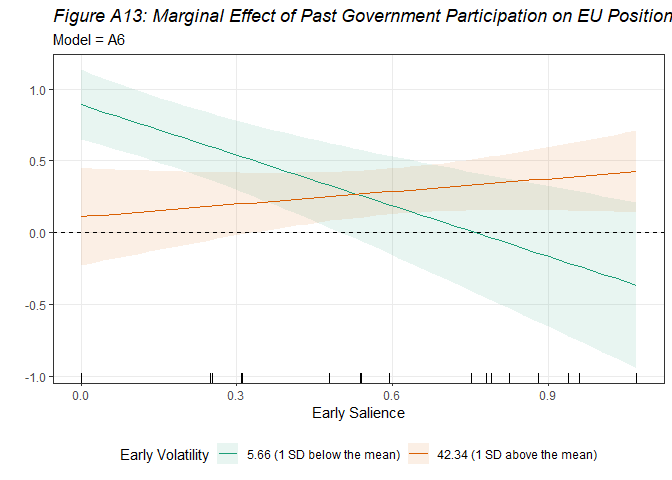 Figure A13: Marginal Effect of Past Government Participation on EU Position
Model = A6
1.0
0.5
0.0
-0.5
-1.0
0.0 0.3 0.6 0.9
Early Salience
Early Volatility 5.66 (1 SD below the mean) 42.34 (1 SD above the mean)